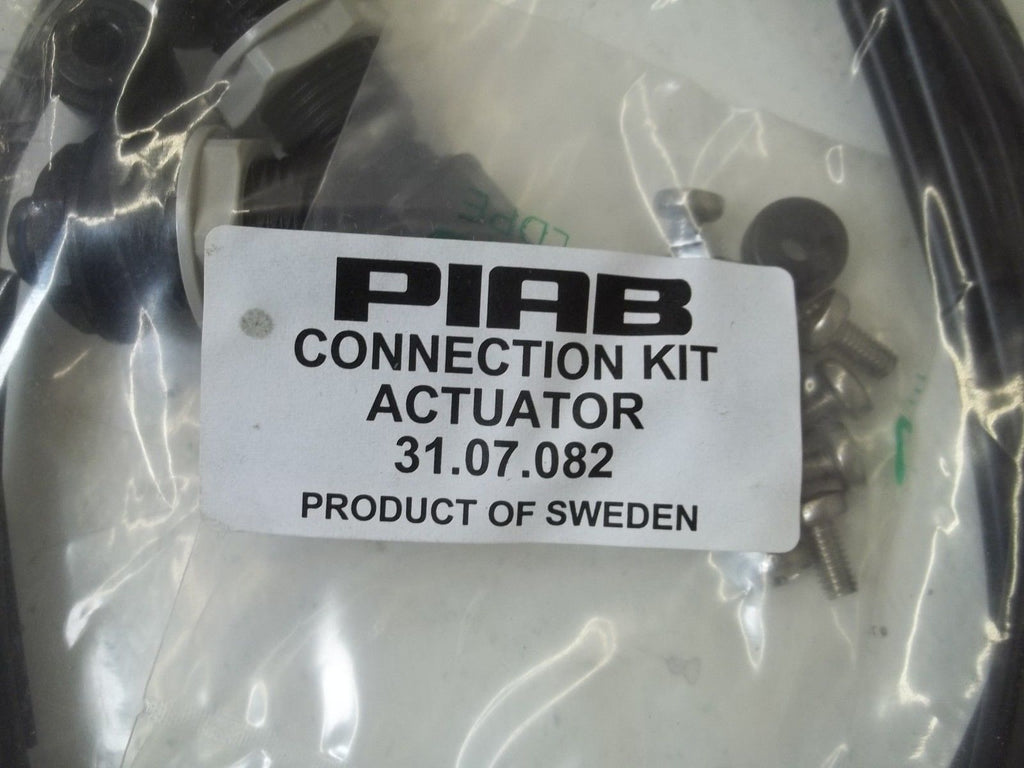 PIAB
CONNECTION KIT
ACTUATOR
31.07.082
PRODUCT OF SWEDEN